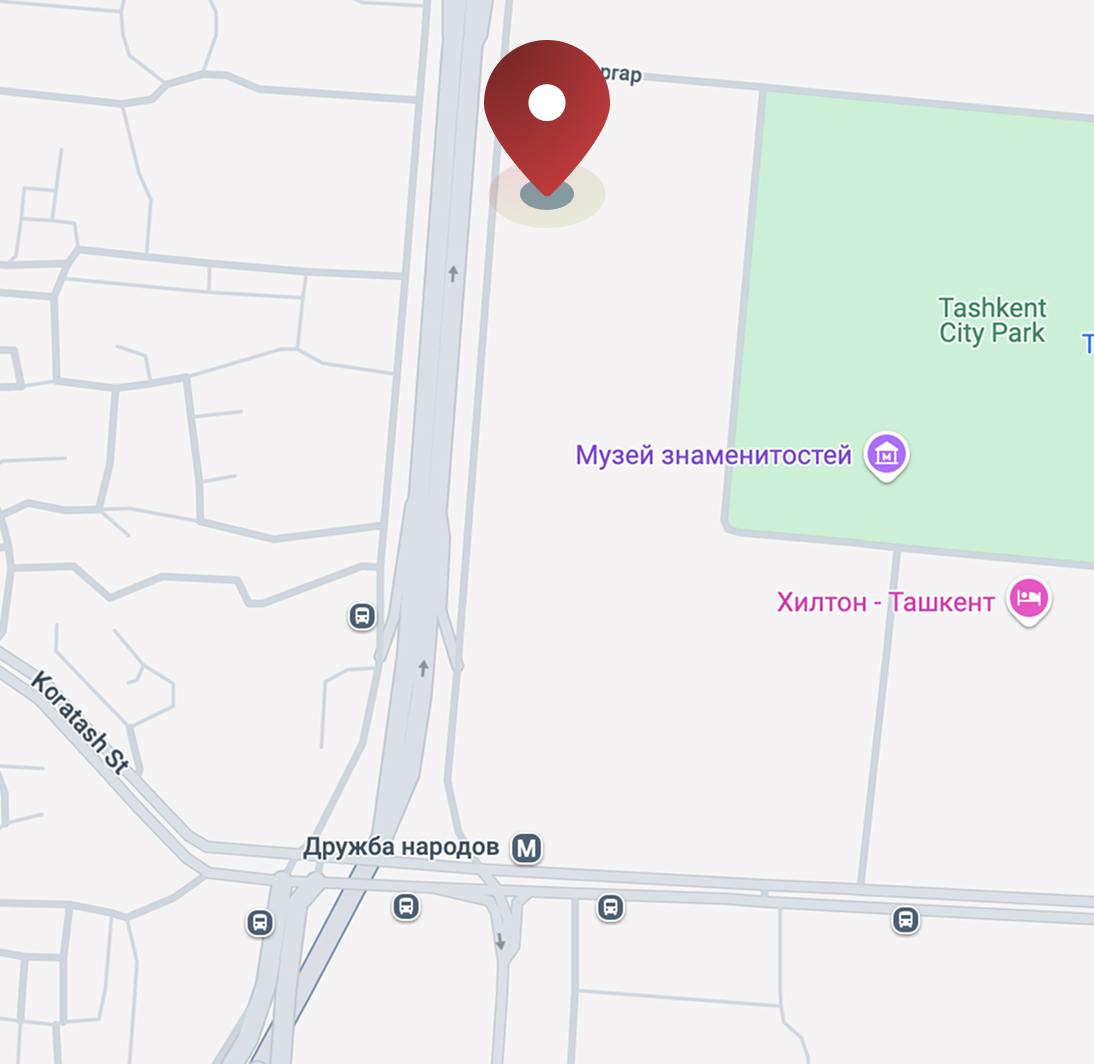 Tashkent
City Park
Музей знаменитостей
Хилтон - Ташкент
Koratash St
Дружба народов
M